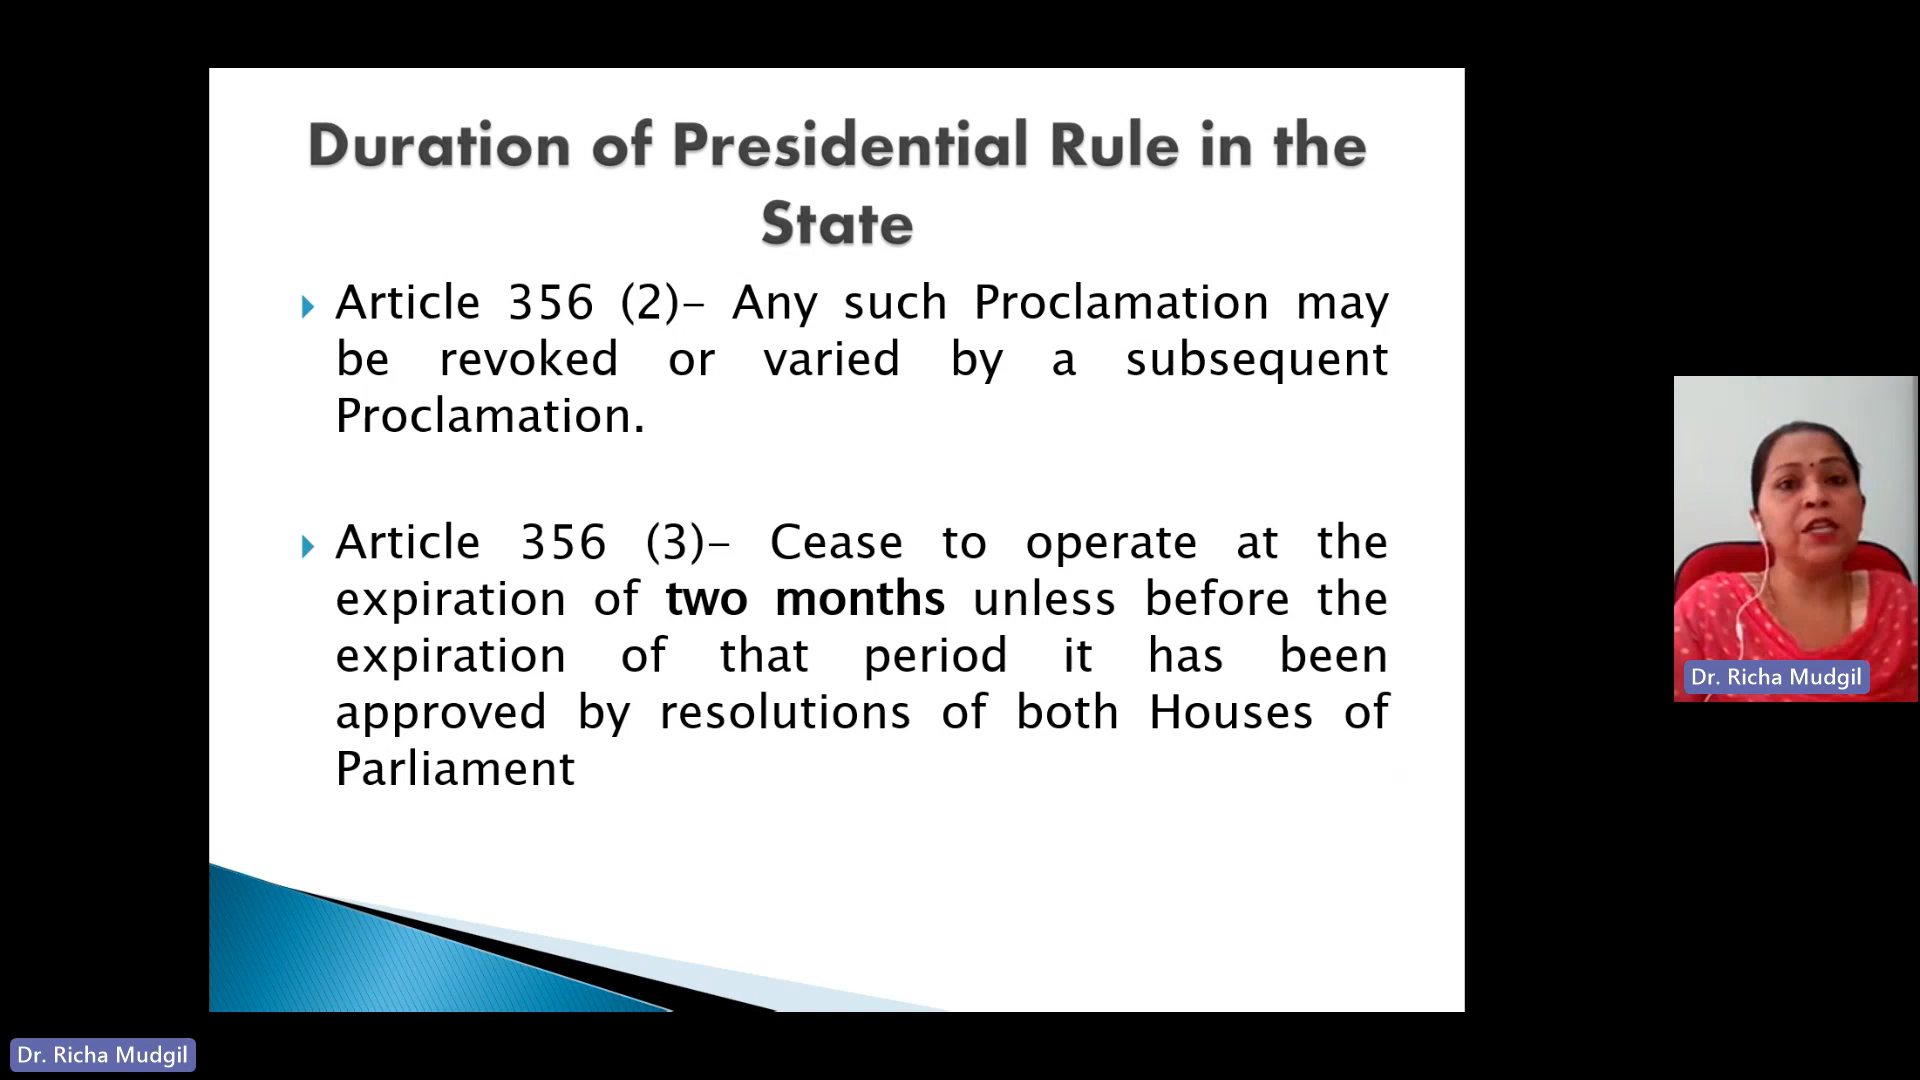 Duration of Presidential Rule in the
State
Article 356 (2)- Any such Proclamation may
be revoked or varied by a subsequent
Proclamation.
Article 356 (3)- Cease to operate at the
expiration of two months unless before the
expiration of that period it has been
approved by resolutions of both Houses of
Parliament
Dr. Richa Mudgil
Dr. Richa Mudgil